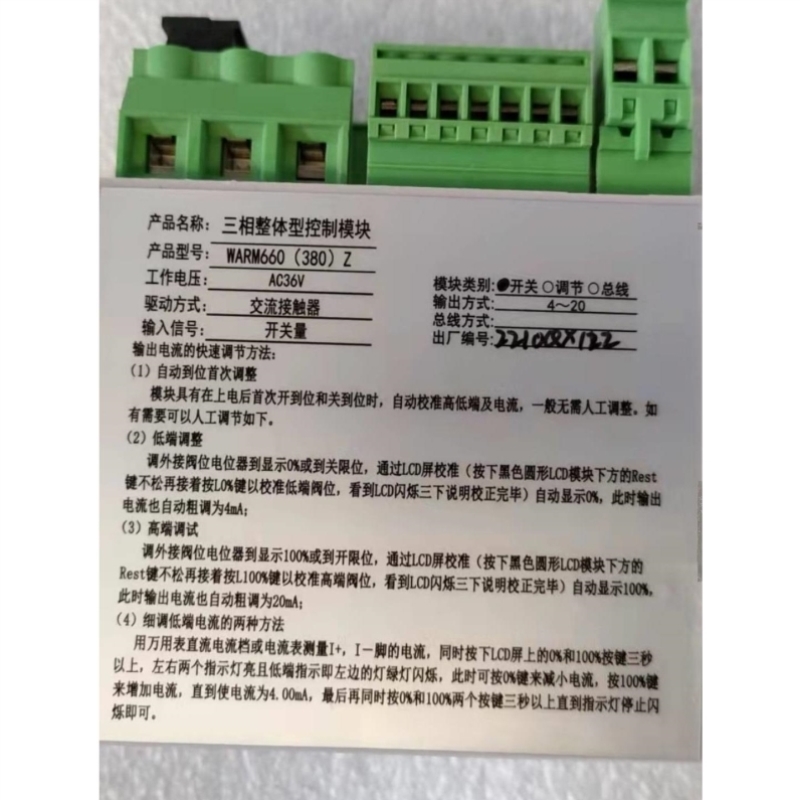 产品名称: 三相整体型控制模块
产品型号: WARM660 (380) Z
工作电压: AC36V
驱动方式: 交流接触器
输入信号: 开关量
模块类别:●开关○调节○总线
输出方式: 4～20
总线方式:
出厂编号:221008X122
输出电流的快速调节方法:
(1) 自动到位首次调整
模块具有在上电后首次开到位和关到位时，自动校准高低端及电流，一般无需人工调整。如
有需要可以人工调节如下。
(2) 低端调整
调外接阀位电位器到显示0%或到关限位，通过LCD屏校准（按下黑色圆形LCD模块下方的Rest
键不松再接着按L0%键以校准低端阀位，看到LCD闪烁三下说明校正完毕）自动显示0%，此时输出
电流也自动粗调为4mA;
(3) 高端调试
调外接阀位电位器到显示100%或到开限位，通过LCD屏校准（按下黑色圆形LCD模块下方的
Rest键不松再接着按L100%键以校准高端阀位，看到LCD闪烁三下说明校正完毕）自动显示100%，
此时输出电流也自动粗调为20mA;
(4) 细调低端电流的两种方法
用万用表直流电流档或电流表测量I+, I－脚的电流，同时按下LCD屏上的0%和100%按键三秒
以上，左右两个指示灯亮且低端指示即左边的灯绿灯闪烁，此时可按0%键来减小电流，按100%键
来增加电流，直到使电流为4.00mA，最后再同时按0%和100%两个按键三秒以上直到指示灯停止闪
烁即可。